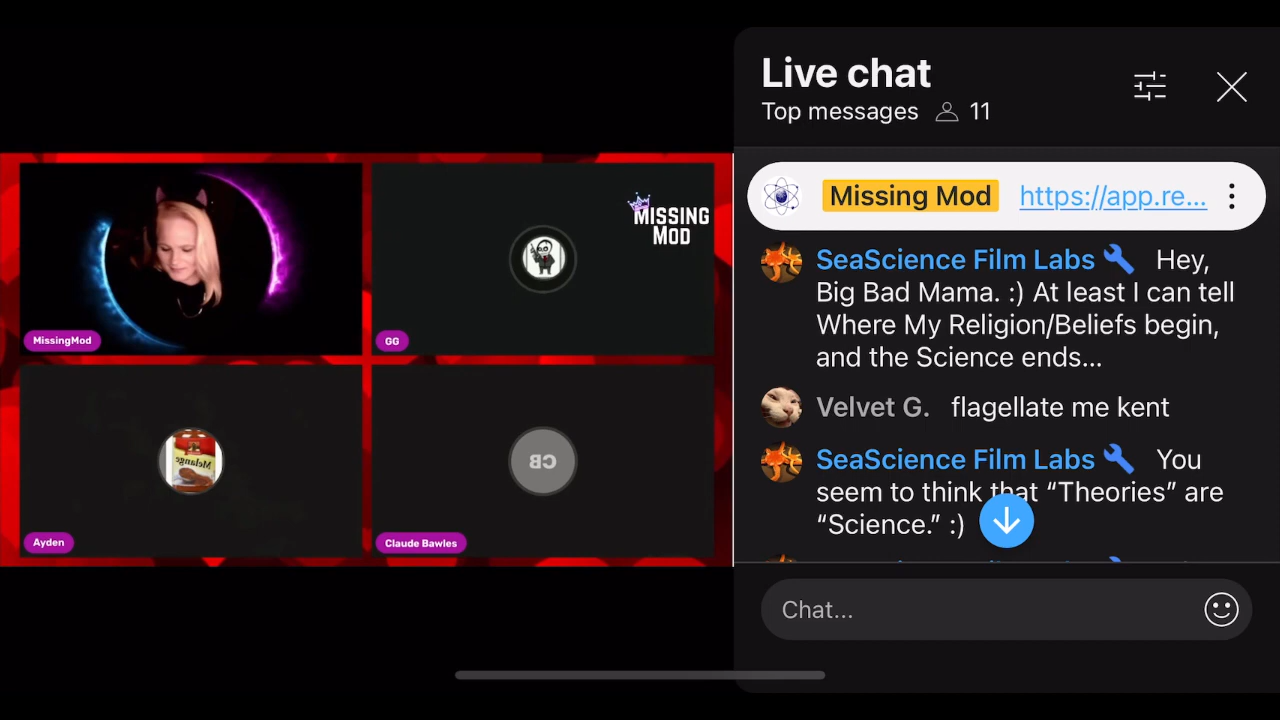 MISSING
MOD
MissingMod
GG
Melange
CB
Ayden
Claude Bawles
Live chat
Top messages 11
Missing Mod https://app.re...
SeaScience Film Labs Hey,
Big Bad Mama. :) At least I can tell
Where My Religion/Beliefs begin,
and the Science ends...
Velvet G. flagellate me kent
SeaScience Film Labs You
seem to think that “Theories” are
“Science.” :)
Chat...